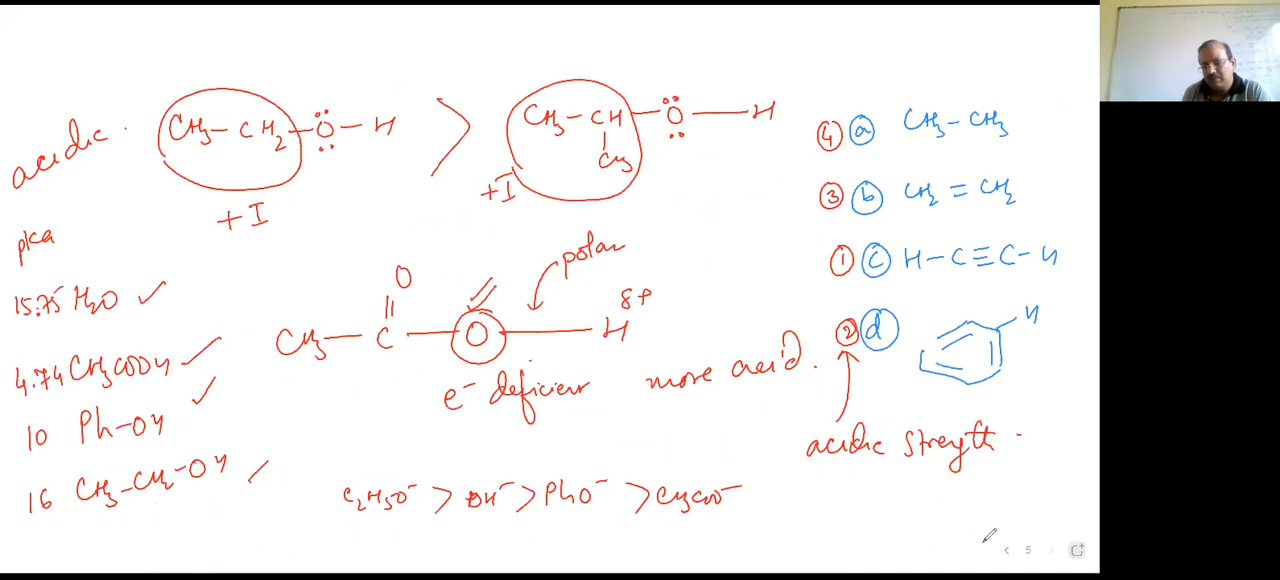 acidic. CH3-CH2-Ö-H > CH3-CH-Ö-H
CH3
+I +I
pka
15.75 H2O ✓
4.74 CH3COOH ✓
10 Ph-OH ✓
16 CH3-CH2-OH ✓
O
CH3-C-O-H
δ+
polar
e- deficient more acid.
C2H5O- > OH- > PhO- > CH3COO-
4 a CH3-CH3
3 b CH2=CH2
1 c H-C≡C-H
2 d H
acidic strength.
5